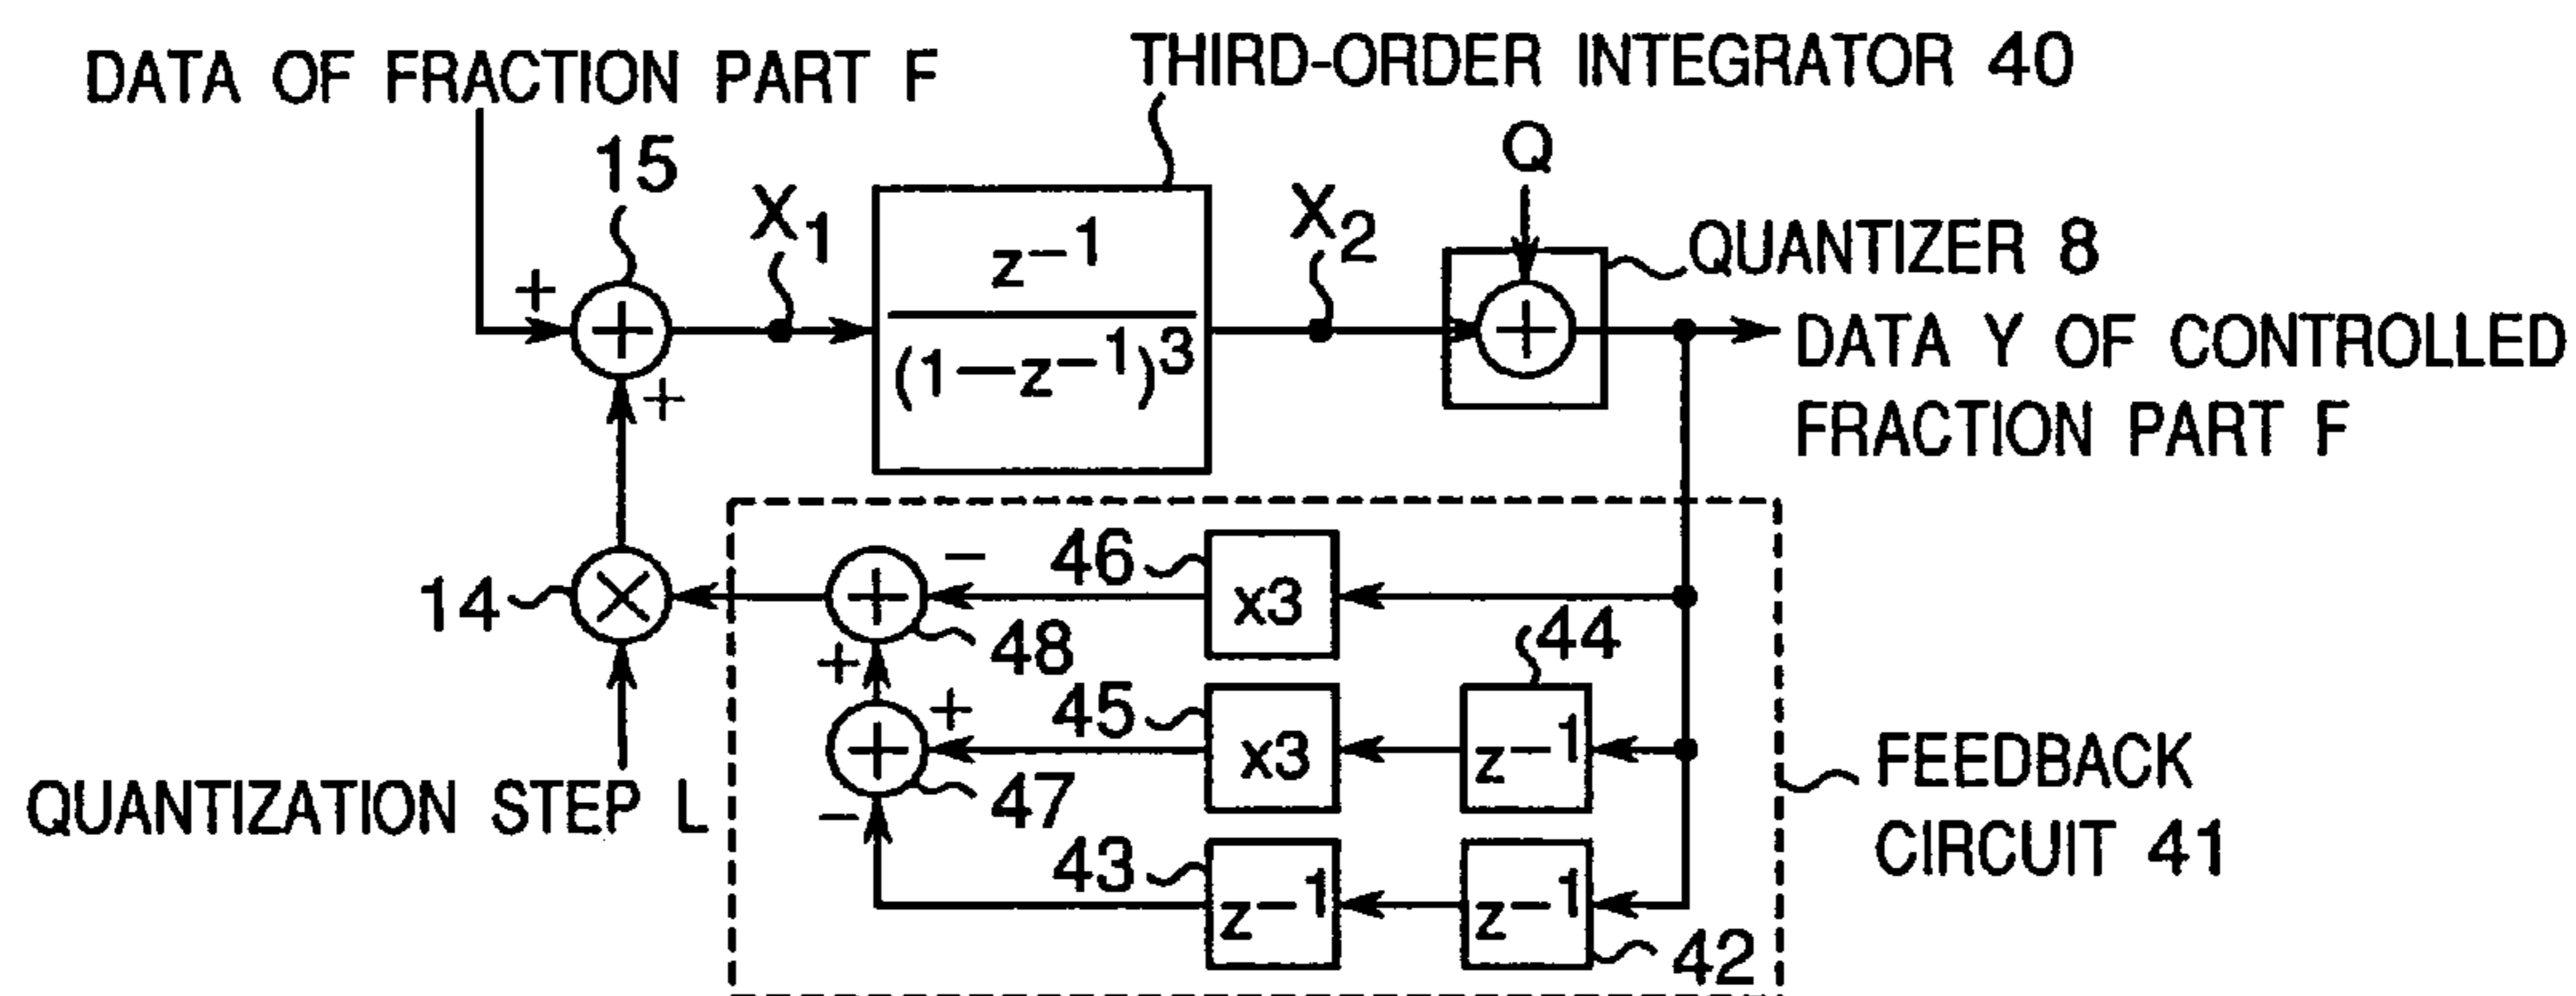 DATA OF FRACTION PART F
THIRD-ORDER INTEGRATOR 40
15
X1
X2
Q
QUANTIZER 8
+
z−1
(1−z−1)3
+
+
+
DATA Y OF CONTROLLED
FRACTION PART F
+
14
×
+
−
46
x3
48
44
+
+
+
45
x3
z−1
47
−
QUANTIZATION STEP L
43
z−1
z−1
42
FEEDBACK
CIRCUIT 41